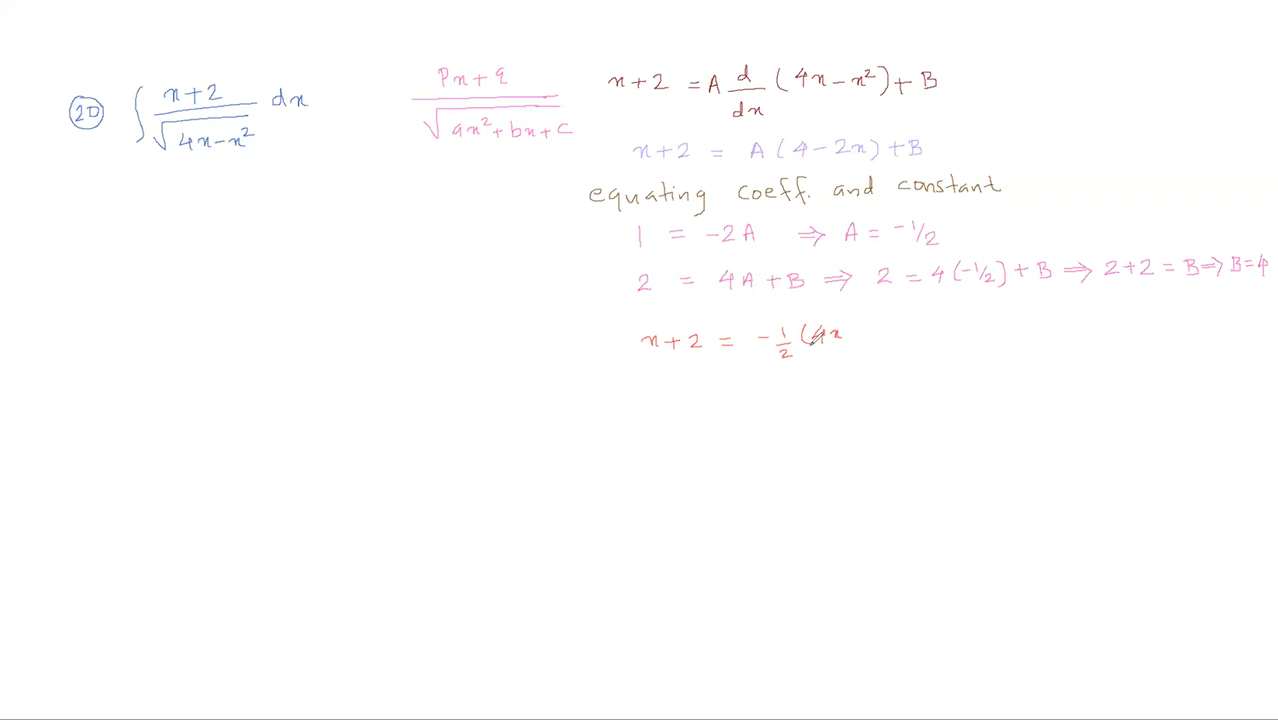 20 ∫ x+2 / √(4x-x²) dx
Px+q / √(ax²+bx+c)
x+2 = A d/dx (4x-x²) + B
x+2 = A(4-2x)+B
equating coeff. and constant
1 = -2A ⇒ A = -1/2
2 = 4A+B ⇒ 2 = 4(-1/2)+B ⇒ 2+2 = B ⇒ B=4
x+2 = -1/2 (4x